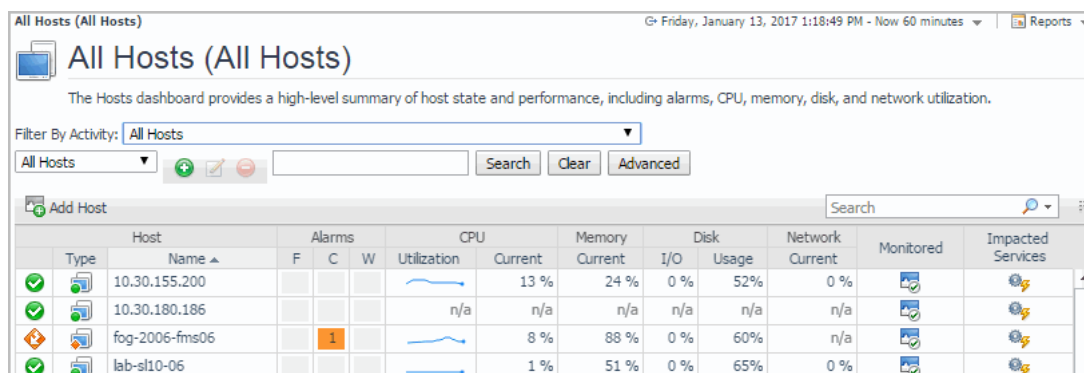 All Hosts (All Hosts) Friday, January 13, 2017 1:18:49 PM - Now 60 minutes Reports
All Hosts (All Hosts)
The Hosts dashboard provides a high-level summary of host state and performance, including alarms, CPU, memory, disk, and network utilization.
Filter By Activity: All Hosts
All Hosts Search Clear Advanced
Add Host Search
Host Alarms CPU Memory Disk Network Monitored Impacted Services
Type Name F C W Utilization Current Current I/O Usage Current
10.30.155.200 13 % 24 % 0 % 52% 0 %
10.30.180.186 n/a n/a n/a n/a n/a n/a
fog-2006-fms06 1 8 % 88 % 0 % 60% n/a
lab-sl10-06 1 % 51 % 0 % 65% 0 %